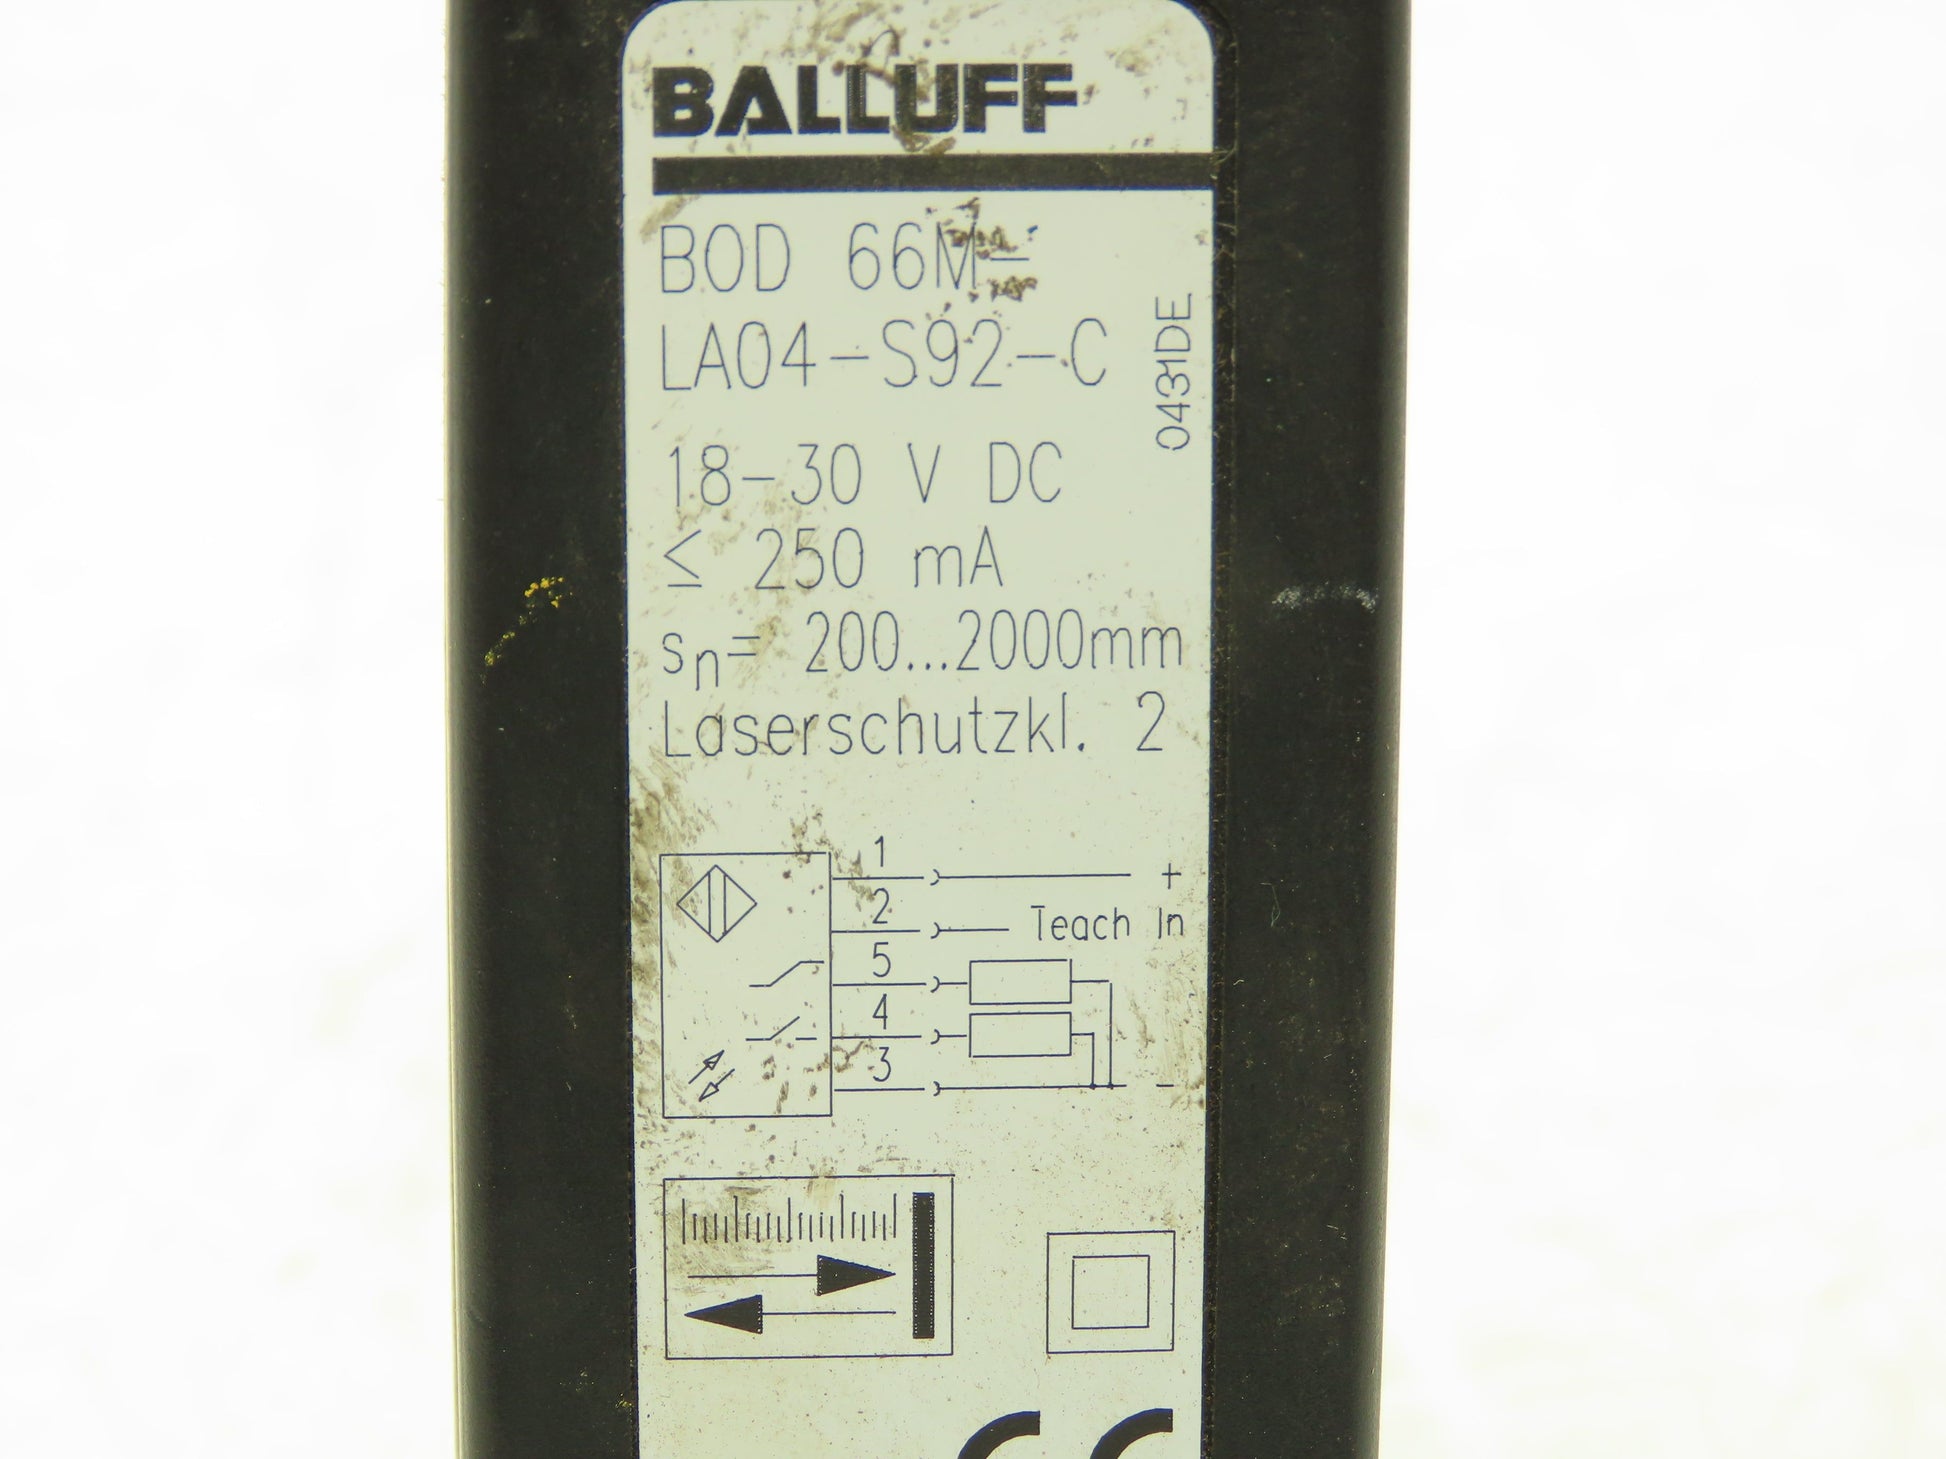 BALLUFF
BOD 66M-
LA04-S92-C
0431DE
18-30 V DC
≤ 250 mA
sn= 200...2000mm
Laserschutzkl. 2
1 +
2 Teach In
5
4
3 -
CE